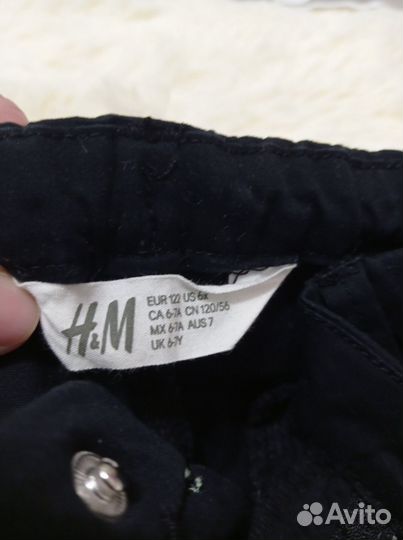 H&M
EUR 122 US 6X
CA 6-7A CN 120/56
MX 6-7A AUS 7
UK 6-7Y
Avito